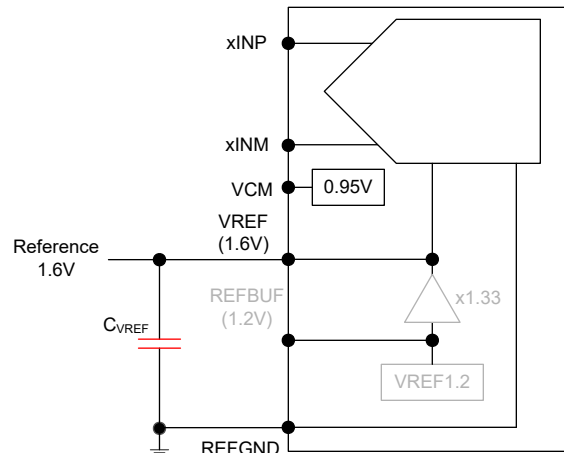 xINP
xINM
VCM
0.95V
VREF
(1.6V)
Reference
1.6V
REFBUF
(1.2V)
x1.33
CVREF
VREF1.2
REFGND